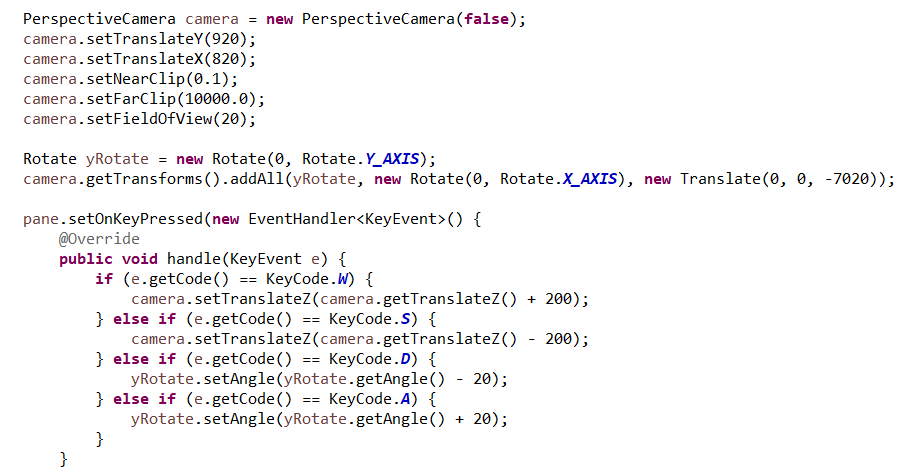 PerspectiveCamera camera = new PerspectiveCamera(false);
camera.setTranslateY(920);
camera.setTranslateX(820);
camera.setNearClip(0.1);
camera.setFarClip(10000.0);
camera.setFieldOfView(20);

Rotate yRotate = new Rotate(0, Rotate.Y_AXIS);
camera.getTransforms().addAll(yRotate, new Rotate(0, Rotate.X_AXIS), new Translate(0, 0, -7020));

pane.setOnKeyPressed(new EventHandler<KeyEvent>() {
    @Override
    public void handle(KeyEvent e) {
        if (e.getCode() == KeyCode.W) {
            camera.setTranslateZ(camera.getTranslateZ() + 200);
        } else if (e.getCode() == KeyCode.S) {
            camera.setTranslateZ(camera.getTranslateZ() - 200);
        } else if (e.getCode() == KeyCode.D) {
            yRotate.setAngle(yRotate.getAngle() - 20);
        } else if (e.getCode() == KeyCode.A) {
            yRotate.setAngle(yRotate.getAngle() + 20);
        }
    }